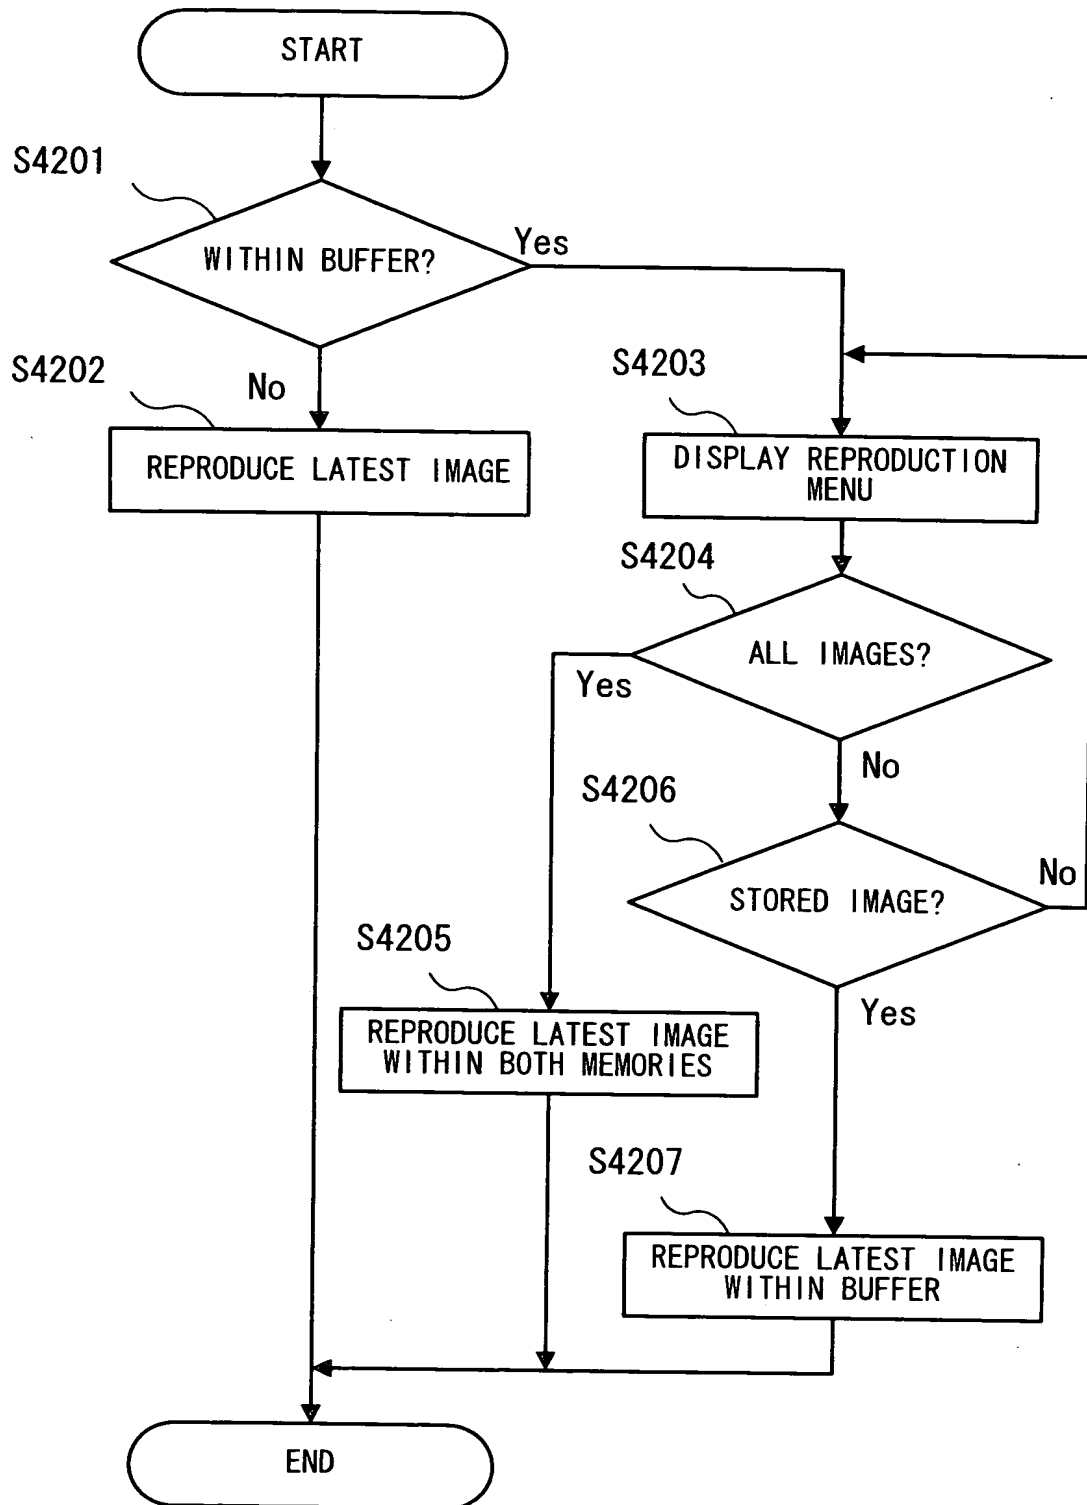 START
S4201
WITHIN BUFFER?
Yes
S4202
No
REPRODUCE LATEST IMAGE
S4203
DISPLAY REPRODUCTION
MENU
S4204
ALL IMAGES?
Yes
No
S4206
STORED IMAGE?
No
S4205
Yes
REPRODUCE LATEST IMAGE
WITHIN BOTH MEMORIES
S4207
REPRODUCE LATEST IMAGE
WITHIN BUFFER
END